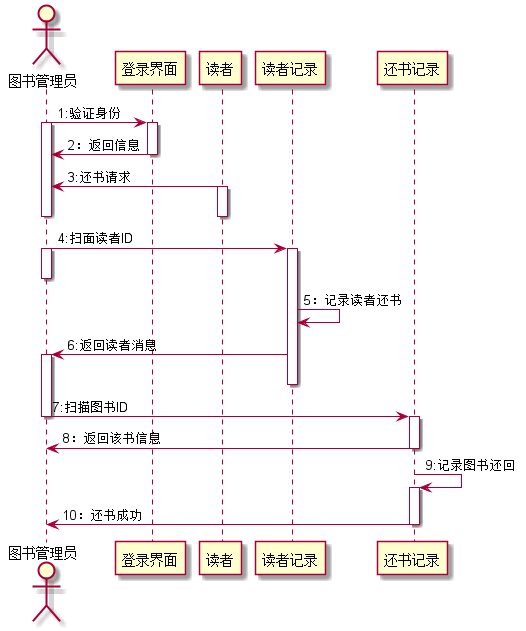 图书管理员
登录界面
读者
读者记录
还书记录
1:验证身份
2：返回信息
3:还书请求
4:扫面读者ID
5：记录读者还书
6:返回读者消息
7:扫描图书ID
8：返回该书信息
9:记录图书还回
10：还书成功
图书管理员
登录界面
读者
读者记录
还书记录